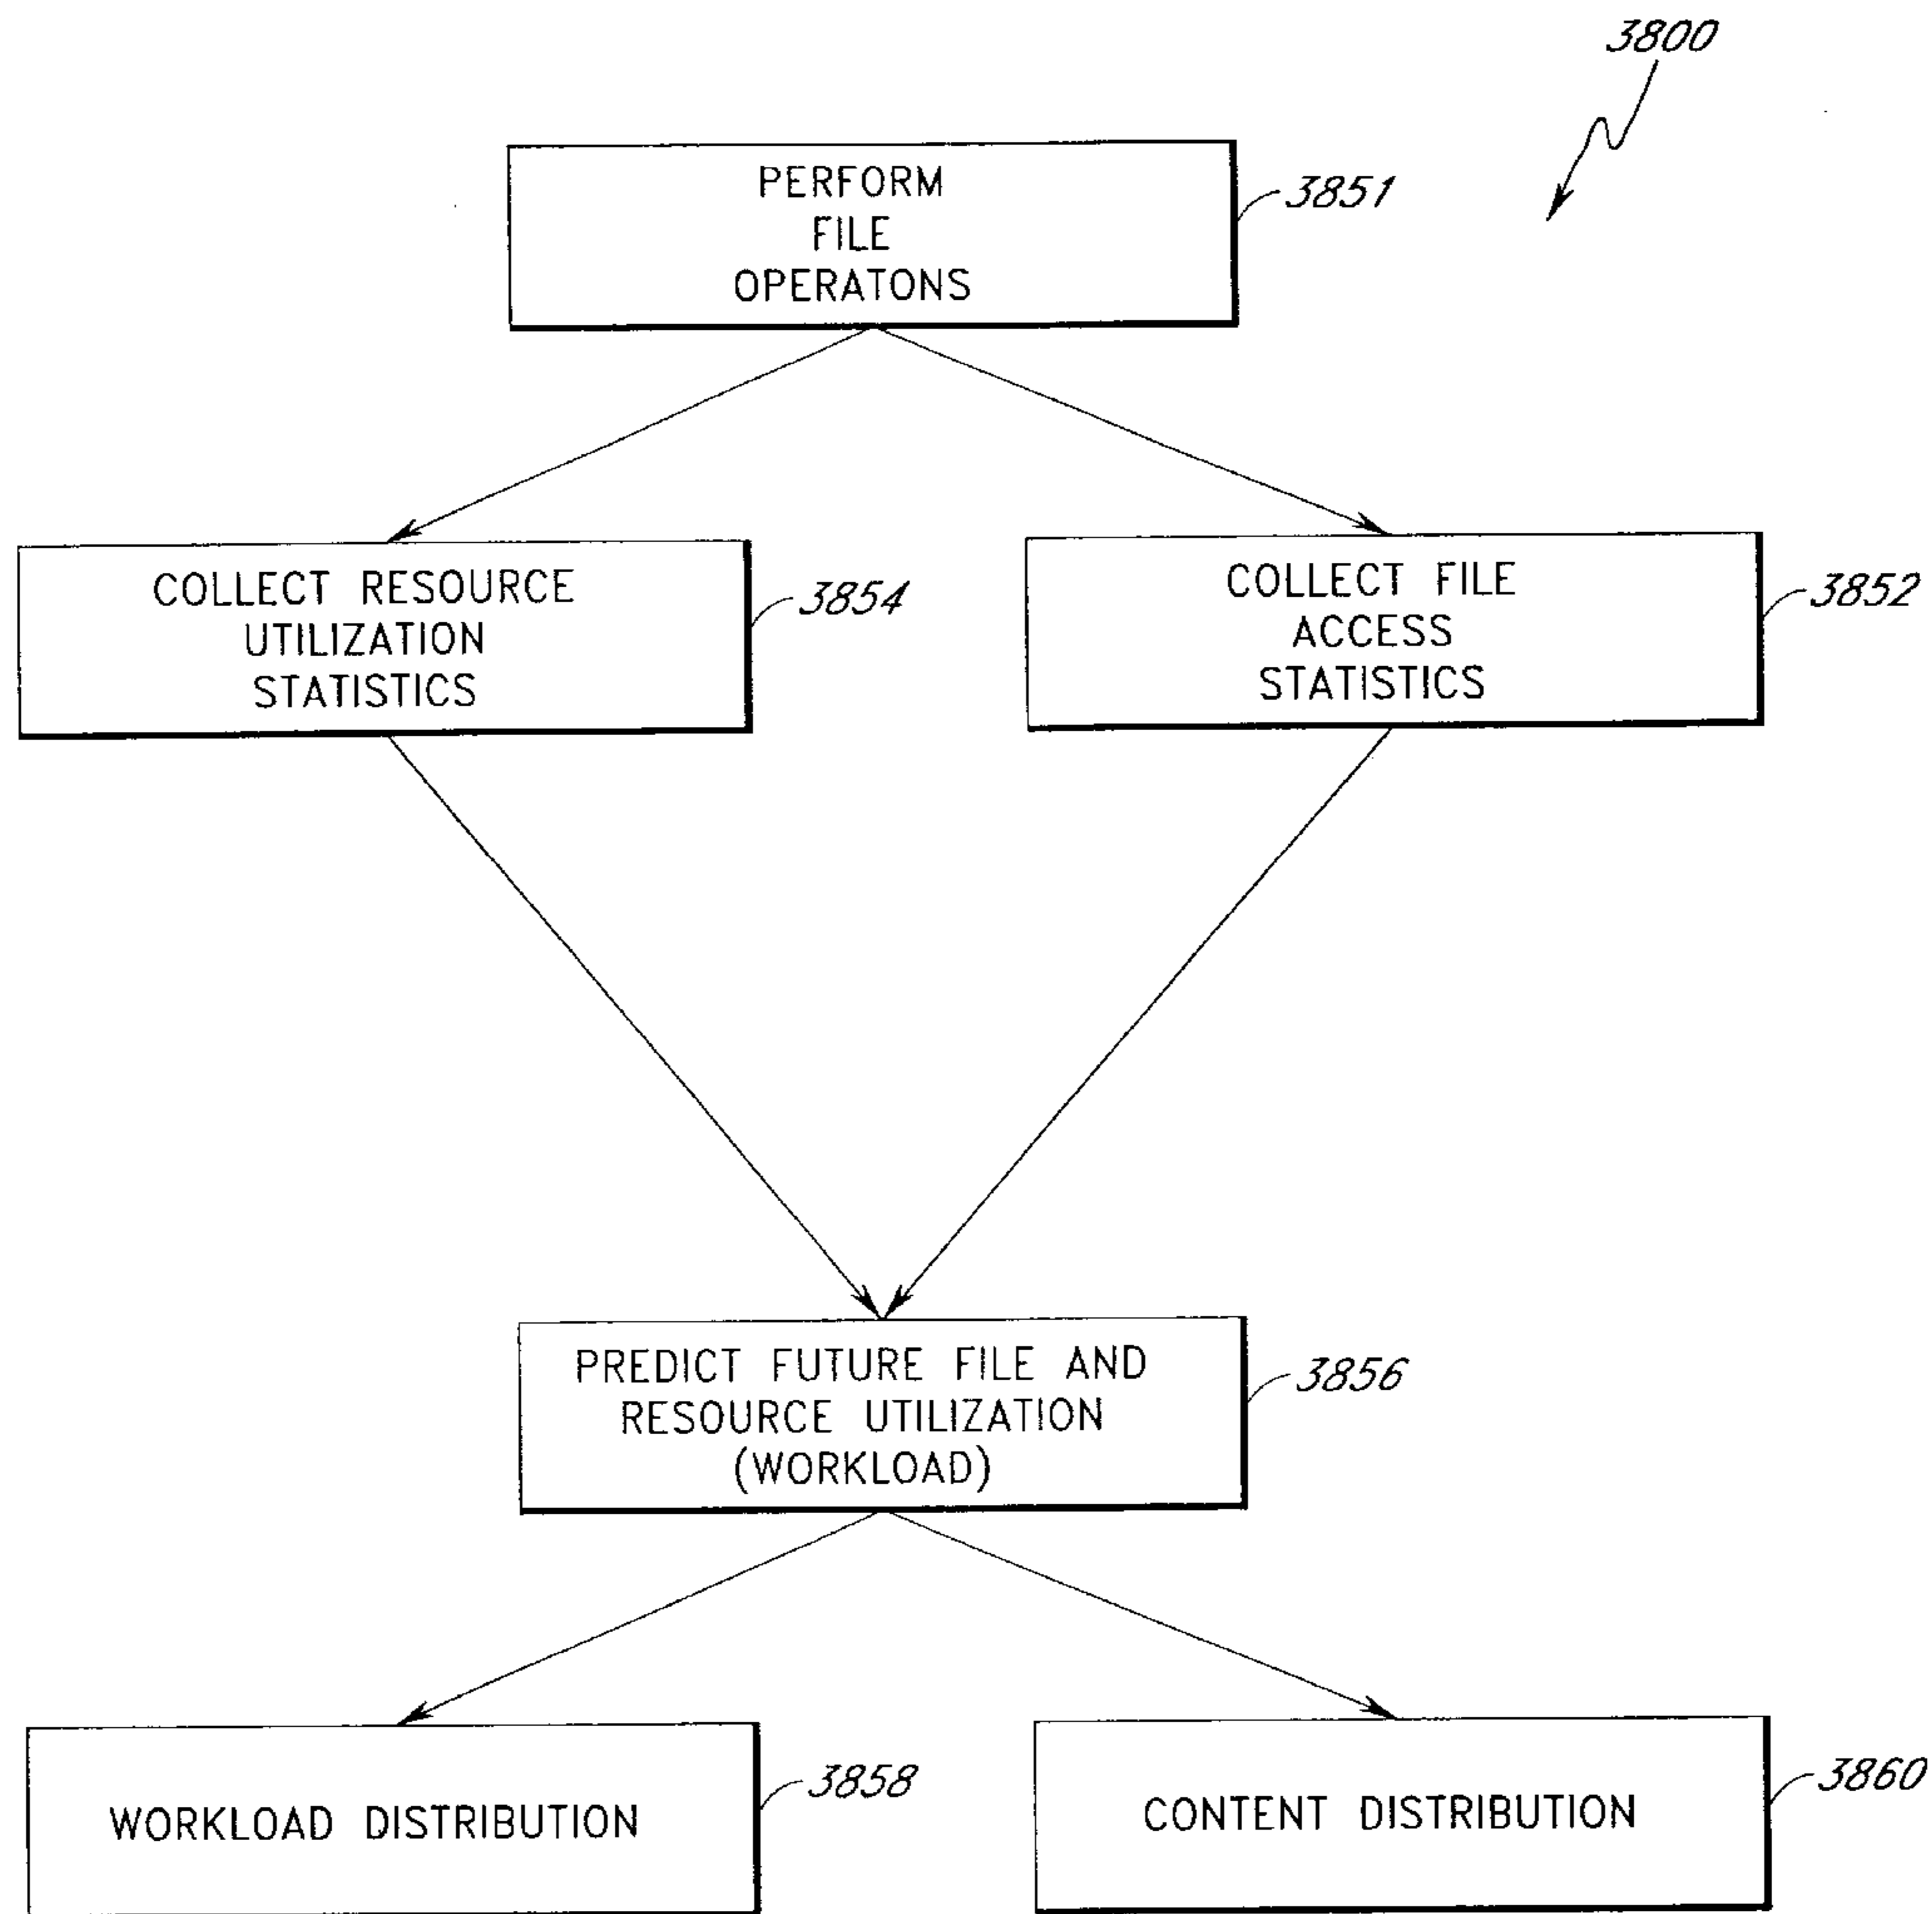 3800
PERFORM
FILE
OPERATONS
3851
COLLECT RESOURCE
UTILIZATION
STATISTICS
3854
COLLECT FILE
ACCESS
STATISTICS
3852
PREDICT FUTURE FILE AND
RESOURCE UTILIZATION
(WORKLOAD)
3856
WORKLOAD DISTRIBUTION
3858
CONTENT DISTRIBUTION
3860